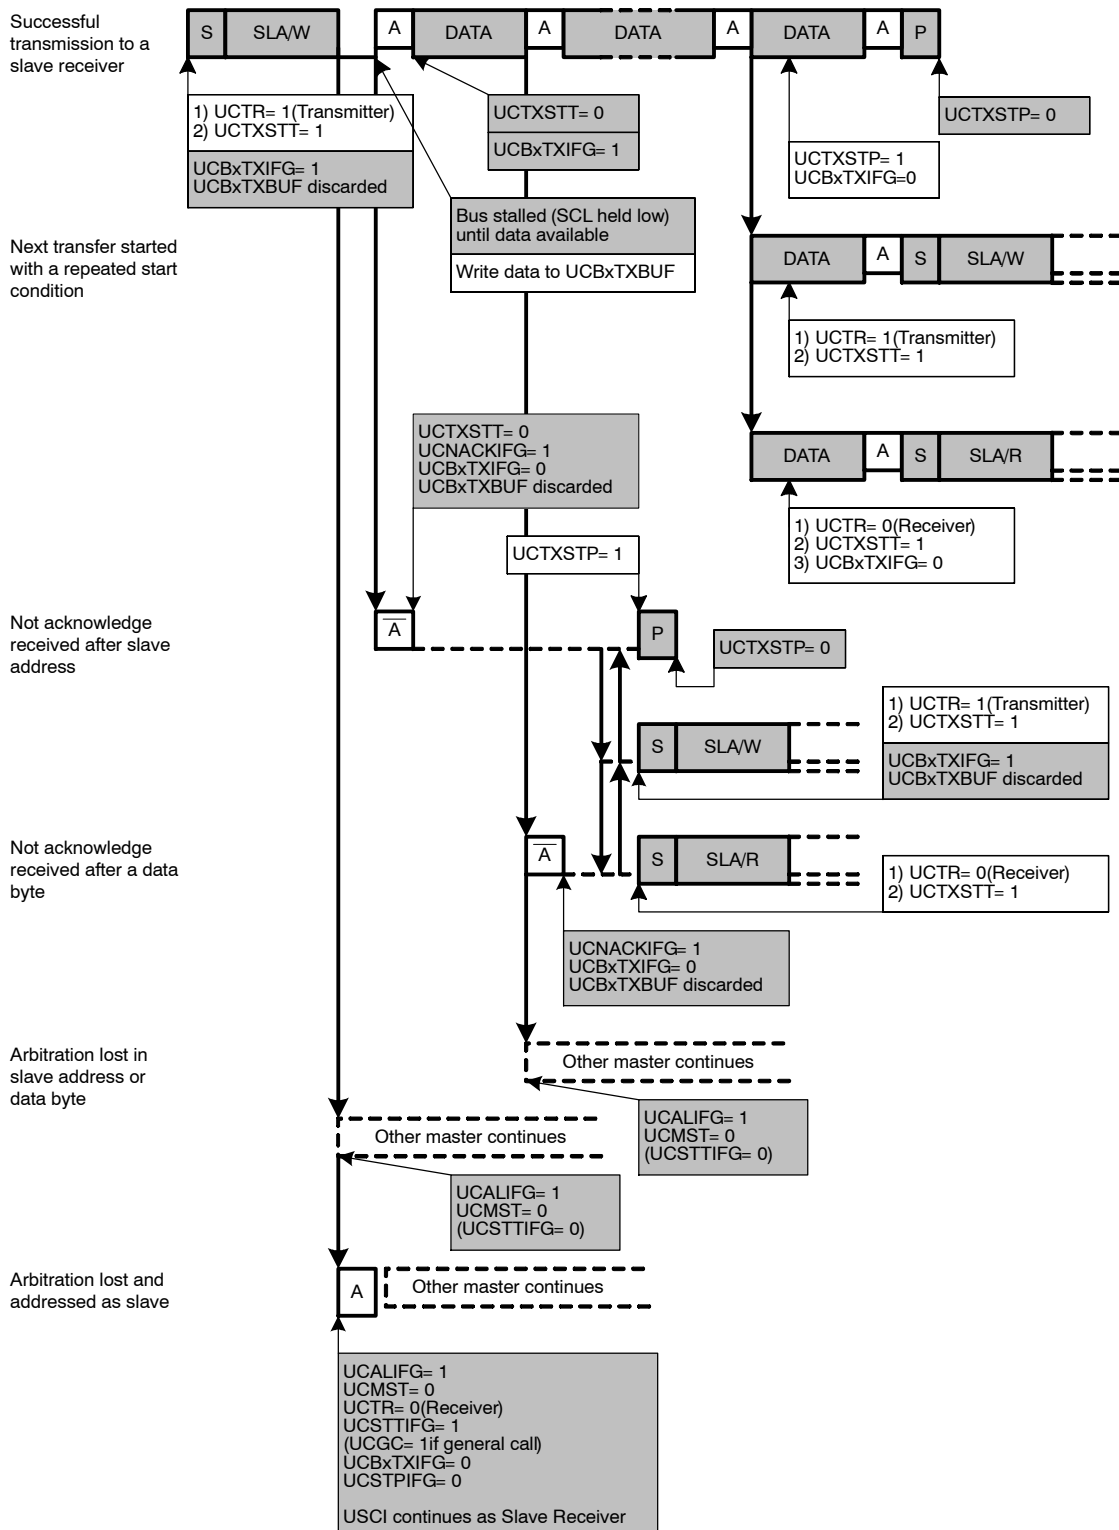 Successful
transmission to a
slave receiver
S
SLA/W
A
DATA
A
DATA
A
DATA
A
P
1) UCTR= 1(Transmitter)
2) UCTXSTT= 1
UCBxTXIFG= 1
UCBxTXBUF discarded
UCTXSTT= 0
UCBxTXIFG= 1
Bus stalled (SCL held low)
until data available
Write data to UCBxTXBUF
UCTXSTP= 1
UCBxTXIFG=0
UCTXSTP= 0
Next transfer started
with a repeated start
condition
DATA
A
S
SLA/W
1) UCTR= 1(Transmitter)
2) UCTXSTT= 1
DATA
A
S
SLA/R
1) UCTR= 0(Receiver)
2) UCTXSTT= 1
3) UCBxTXIFG= 0
UCTXSTT= 0
UCNACKIFG= 1
UCBxTXIFG= 0
UCBxTXBUF discarded
UCTXSTP= 1
Not acknowledge
received after slave
address
A
P
UCTXSTP= 0
S
SLA/W
1) UCTR= 1(Transmitter)
2) UCTXSTT= 1
UCBxTXIFG= 1
UCBxTXBUF discarded
Not acknowledge
received after a data
byte
A
S
SLA/R
1) UCTR= 0(Receiver)
2) UCTXSTT= 1
UCNACKIFG= 1
UCBxTXIFG= 0
UCBxTXBUF discarded
Arbitration lost in
slave address or
data byte
Other master continues
UCALIFG= 1
UCMST= 0
(UCSTTIFG= 0)
Other master continues
UCALIFG= 1
UCMST= 0
(UCSTTIFG= 0)
Arbitration lost and
addressed as slave
A
Other master continues
UCALIFG= 1
UCMST= 0
UCTR= 0(Receiver)
UCSTTIFG= 1
(UCGC= 1if general call)
UCBxTXIFG= 0
UCSTPIFG= 0
USCI continues as Slave Receiver